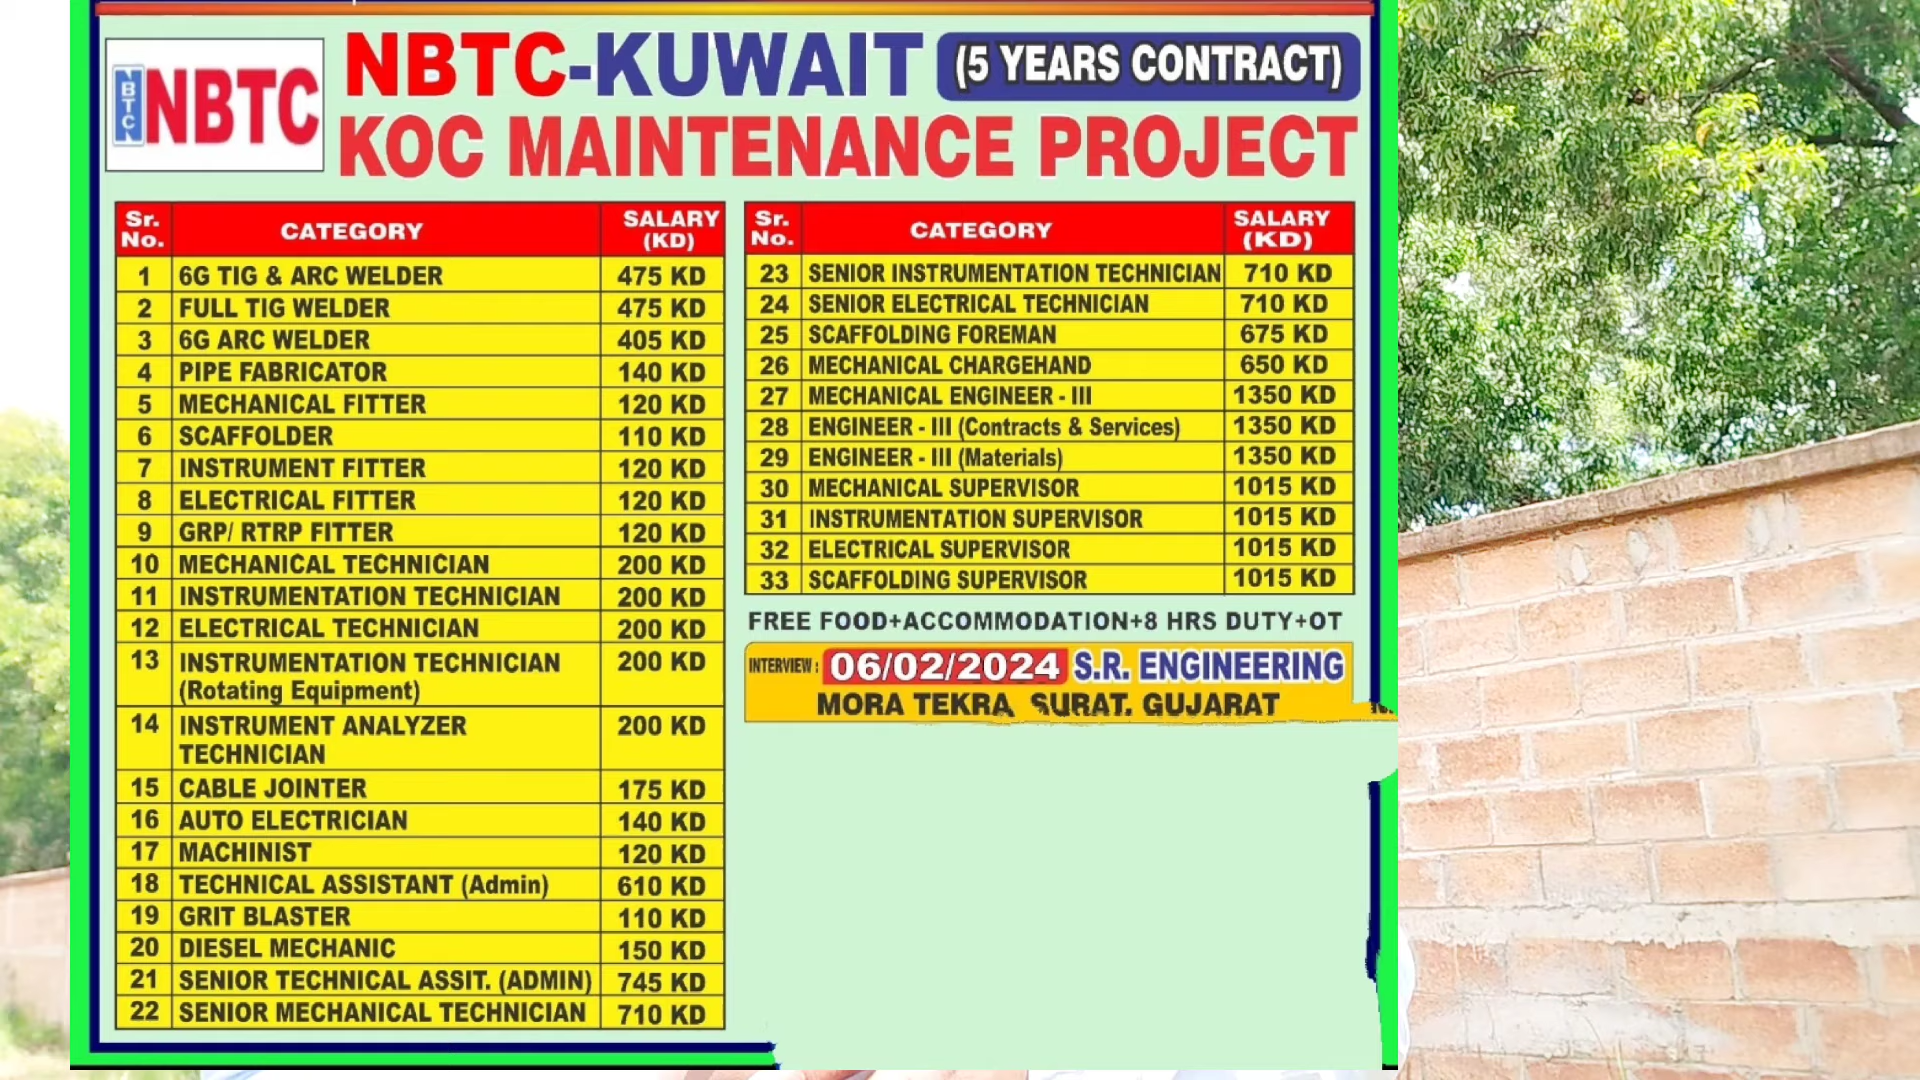 NBTC
NBTC
NBTC-KUWAIT (5 YEARS CONTRACT)
KOC MAINTENANCE PROJECT
Sr. No. CATEGORY SALARY (KD)
1 6G TIG & ARC WELDER 475 KD
2 FULL TIG WELDER 475 KD
3 6G ARC WELDER 405 KD
4 PIPE FABRICATOR 140 KD
5 MECHANICAL FITTER 120 KD
6 SCAFFOLDER 110 KD
7 INSTRUMENT FITTER 120 KD
8 ELECTRICAL FITTER 120 KD
9 GRP/ RTRP FITTER 120 KD
10 MECHANICAL TECHNICIAN 200 KD
11 INSTRUMENTATION TECHNICIAN 200 KD
12 ELECTRICAL TECHNICIAN 200 KD
13 INSTRUMENTATION TECHNICIAN 200 KD
(Rotating Equipment)
14 INSTRUMENT ANALYZER 200 KD
TECHNICIAN
15 CABLE JOINTER 175 KD
16 AUTO ELECTRICIAN 140 KD
17 MACHINIST 120 KD
18 TECHNICAL ASSISTANT (Admin) 610 KD
19 GRIT BLASTER 110 KD
20 DIESEL MECHANIC 150 KD
21 SENIOR TECHNICAL ASSIT. (ADMIN) 745 KD
22 SENIOR MECHANICAL TECHNICIAN 710 KD
Sr. No. CATEGORY SALARY (KD)
23 SENIOR INSTRUMENTATION TECHNICIAN 710 KD
24 SENIOR ELECTRICAL TECHNICIAN 710 KD
25 SCAFFOLDING FOREMAN 675 KD
26 MECHANICAL CHARGEHAND 650 KD
27 MECHANICAL ENGINEER - III 1350 KD
28 ENGINEER - III (Contracts & Services) 1350 KD
29 ENGINEER - III (Materials) 1350 KD
30 MECHANICAL SUPERVISOR 1015 KD
31 INSTRUMENTATION SUPERVISOR 1015 KD
32 ELECTRICAL SUPERVISOR 1015 KD
33 SCAFFOLDING SUPERVISOR 1015 KD
FREE FOOD+ACCOMMODATION+8 HRS DUTY+OT
INTERVIEW : 06/02/2024 S.R. ENGINEERING
MORA TEKRA, SURAT. GUJARAT